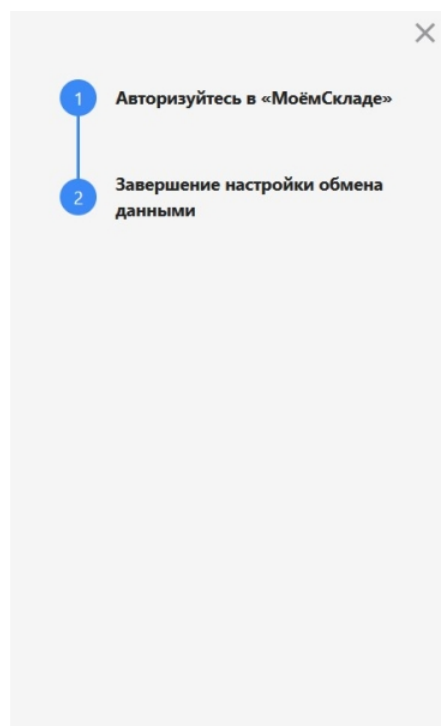 1 Авторизуйтесь в «МоёмСкладе»
2 Завершение настройки обмена
данными